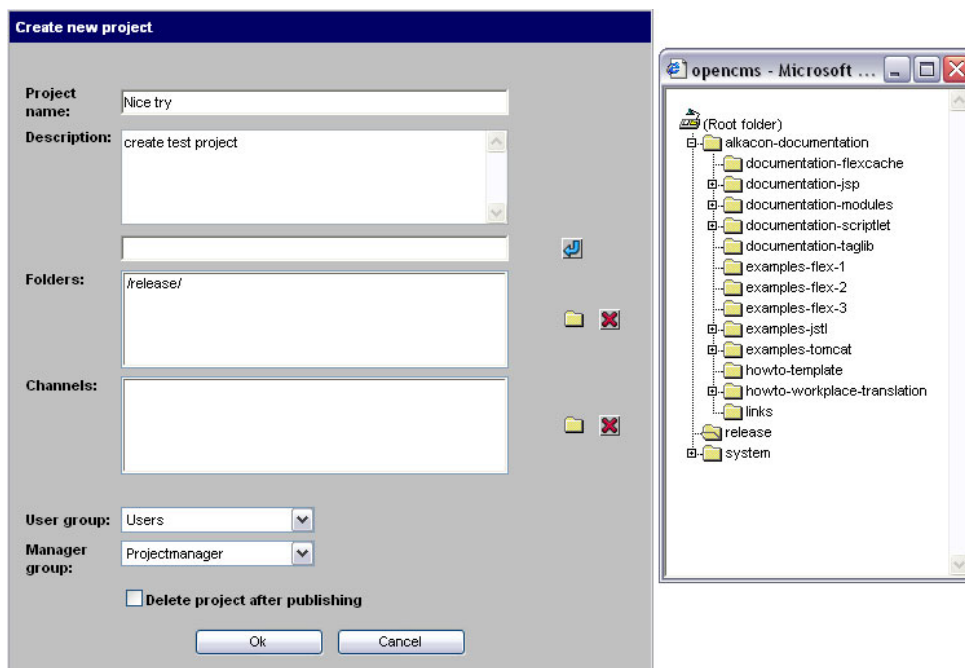 Create new project
Project
name:
Nice try
Description:
create test project
Folders:
/release/
Channels:
User group:
Users
Manager
group:
Projectmanager
Delete project after publishing
Ok
Cancel
opencms - Microsoft ...
(Root folder)
alkacon-documentation
documentation-flexcache
documentation-jsp
documentation-modules
documentation-scriptlet
documentation-taglib
examples-flex-1
examples-flex-2
examples-flex-3
examples-jstl
examples-tomcat
howto-template
howto-workplace-translation
links
release
system